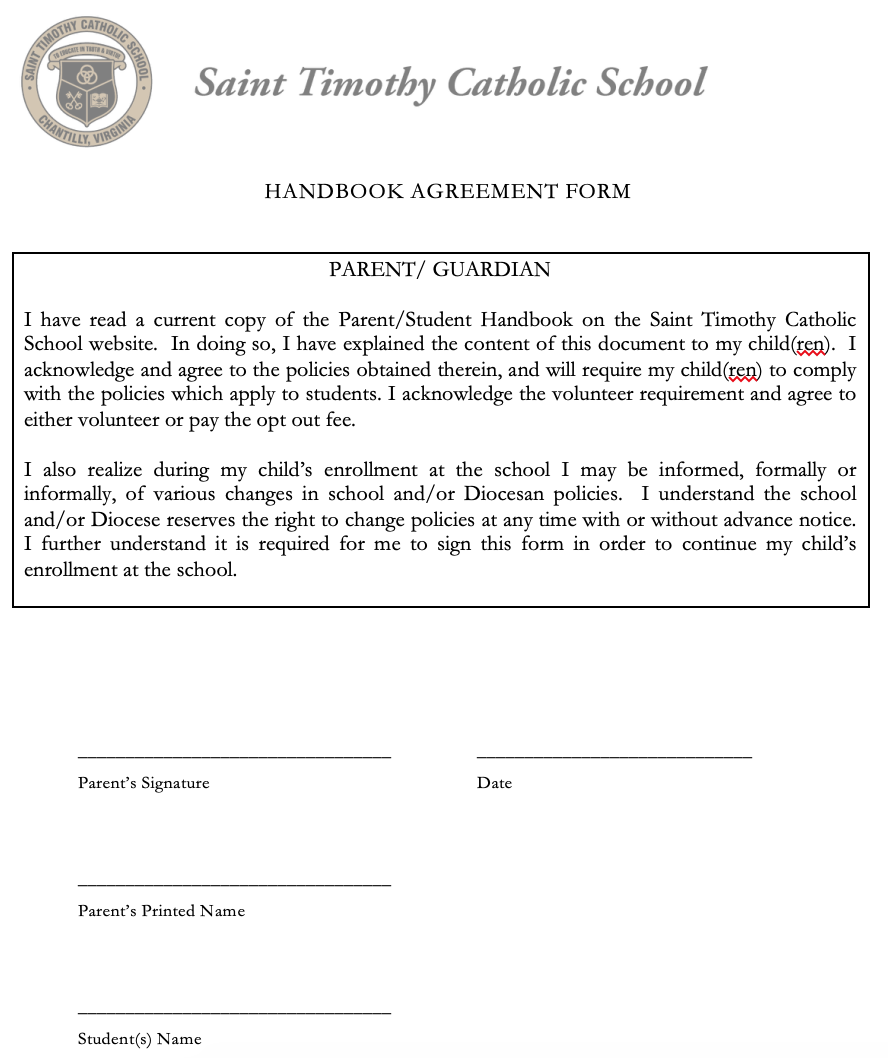 SAINT TIMOTHY CATHOLIC SCHOOL
TO EDUCATE IN TRUTH & VIRTUE
CHANTILLY, VIRGINIA
Saint Timothy Catholic School
HANDBOOK AGREEMENT FORM
PARENT/ GUARDIAN
I have read a current copy of the Parent/Student Handbook on the Saint Timothy Catholic
School website.  In doing so, I have explained the content of this document to my child(ren).  I
acknowledge and agree to the policies obtained therein, and will require my child(ren) to comply
with the policies which apply to students. I acknowledge the volunteer requirement and agree to
either volunteer or pay the opt out fee.
I also realize during my child’s enrollment at the school I may be informed, formally or
informally, of various changes in school and/or Diocesan policies.  I understand the school
and/or Diocese reserves the right to change policies at any time with or without advance notice.
I further understand it is required for me to sign this form in order to continue my child’s
enrollment at the school.
Parent’s Signature
Date
Parent’s Printed Name
Student(s) Name